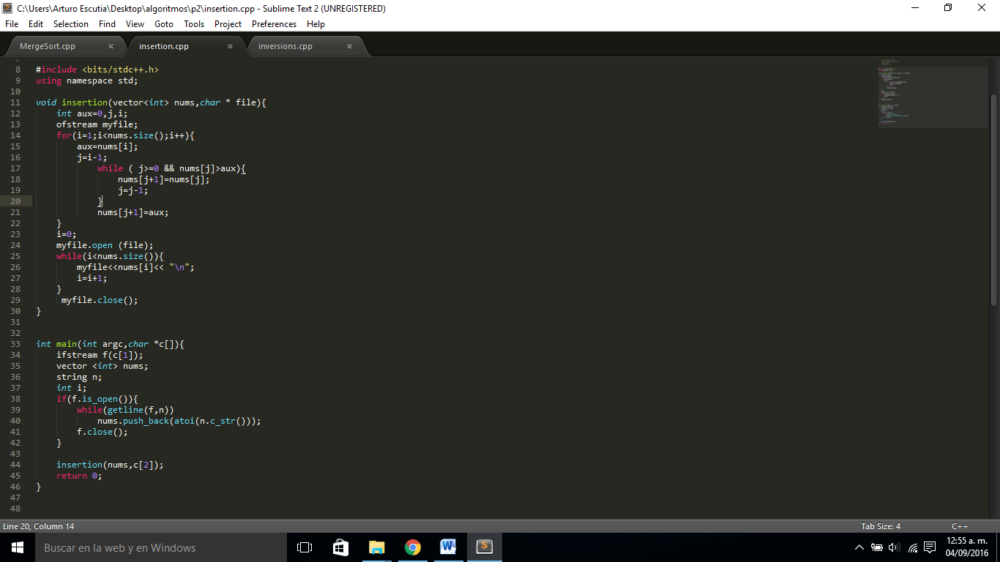 C:\Users\Arturo Escutia\Desktop\algoritmos\p2\insertion.cpp - Sublime Text 2 (UNREGISTERED)
File Edit Selection Find View Goto Tools Project Preferences Help
MergeSort.cpp × insertion.cpp × inversions.cpp ×
8 #include <bits/stdc++.h>
9 using namespace std;
10
11 void insertion(vector<int> nums,char * file){
12     int aux=0,j,i;
13     ofstream myfile;
14     for(i=1;i<nums.size();i++){
15         aux=nums[i];
16         j=i-1;
17             while ( j>=0 && nums[j]>aux){
18                 nums[j+1]=nums[j];
19                 j=j-1;
20             }
21             nums[j+1]=aux;
22     }
23     i=0;
24     myfile.open (file);
25     while(i<nums.size()){
26         myfile<<nums[i]<< "\n";
27         i=i+1;
28     }
29      myfile.close();
30 }
31
32
33 int main(int argc,char *c[]){
34     ifstream f(c[1]);
35     vector <int> nums;
36     string n;
37     int i;
38     if(f.is_open()){
39         while(getline(f,n))
40             nums.push_back(atoi(n.c_str()));
41         f.close();
42     }
43
44     insertion(nums,c[2]);
45     return 0;
46 }
47
48
Line 20, Column 14 Tab Size: 4 C++
Buscar en la web y en Windows
12:55 a. m.
04/09/2016